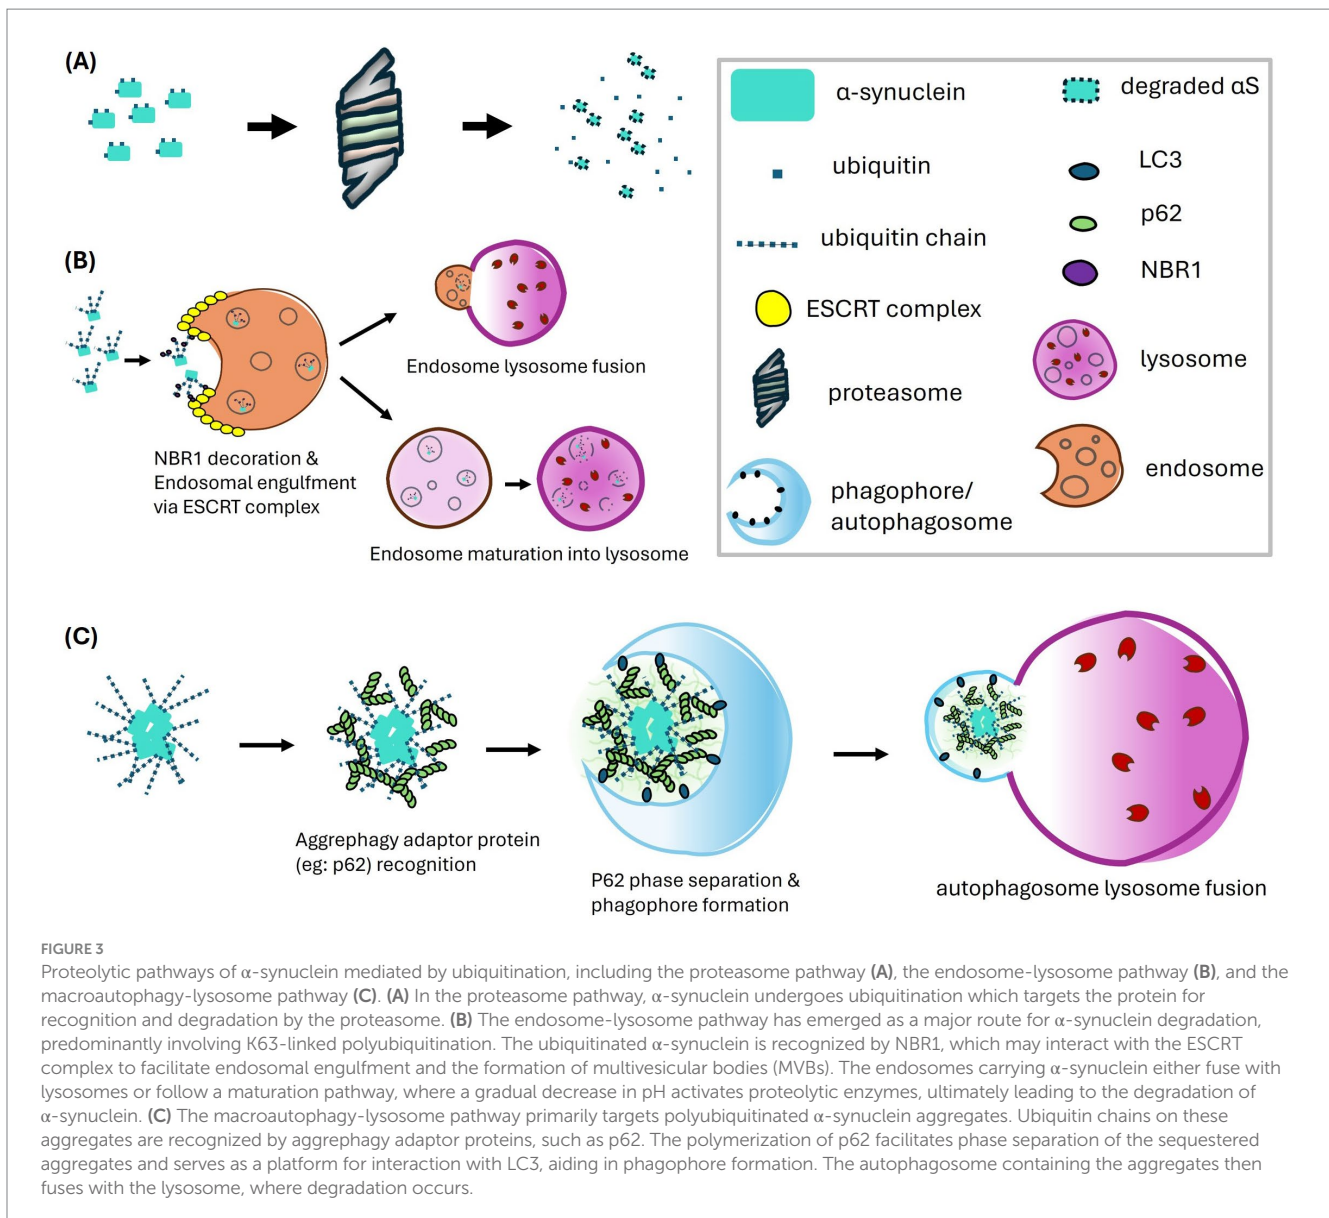 (A)
α-synuclein
degraded αS
ubiquitin
LC3
ubiquitin chain
p62
NBR1
ESCRT complex
lysosome
proteasome
endosome
phagophore/
autophagosome
(B)
Endosome lysosome fusion
NBR1 decoration &
Endosomal engulfment
via ESCRT complex
Endosome maturation into lysosome
(C)
Aggrephagy adaptor protein
(eg: p62) recognition
P62 phase separation &
phagophore formation
autophagosome lysosome fusion
FIGURE 3
Proteolytic pathways of α-synuclein mediated by ubiquitination, including the proteasome pathway (A), the endosome-lysosome pathway (B), and the
macroautophagy-lysosome pathway (C). (A) In the proteasome pathway, α-synuclein undergoes ubiquitination which targets the protein for
recognition and degradation by the proteasome. (B) The endosome-lysosome pathway has emerged as a major route for α-synuclein degradation,
predominantly involving K63-linked polyubiquitination. The ubiquitinated α-synuclein is recognized by NBR1, which may interact with the ESCRT
complex to facilitate endosomal engulfment and the formation of multivesicular bodies (MVBs). The endosomes carrying α-synuclein either fuse with
lysosomes or follow a maturation pathway, where a gradual decrease in pH activates proteolytic enzymes, ultimately leading to the degradation of
α-synuclein. (C) The macroautophagy-lysosome pathway primarily targets polyubiquitinated α-synuclein aggregates. Ubiquitin chains on these
aggregates are recognized by aggrephagy adaptor proteins, such as p62. The polymerization of p62 facilitates phase separation of the sequestered
aggregates and serves as a platform for interaction with LC3, aiding in phagophore formation. The autophagosome containing the aggregates then
fuses with the lysosome, where degradation occurs.